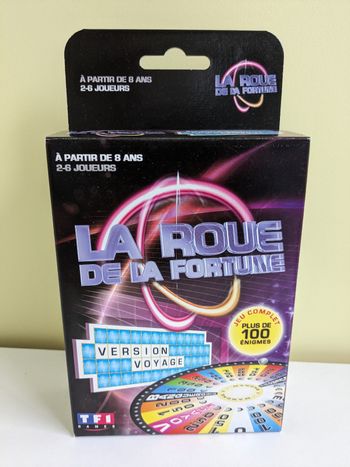 À PARTIR DE 8 ANS
2-6 JOUEURS
LA ROUE
DE LA FORTUNE
À PARTIR DE 8 ANS
2-6 JOUEURS
LA ROUE
DE LA FORTUNE
JEU COMPLET
PLUS DE
100
ÉNIGMES
VERSION
VOYAGE
TF1
GAMES